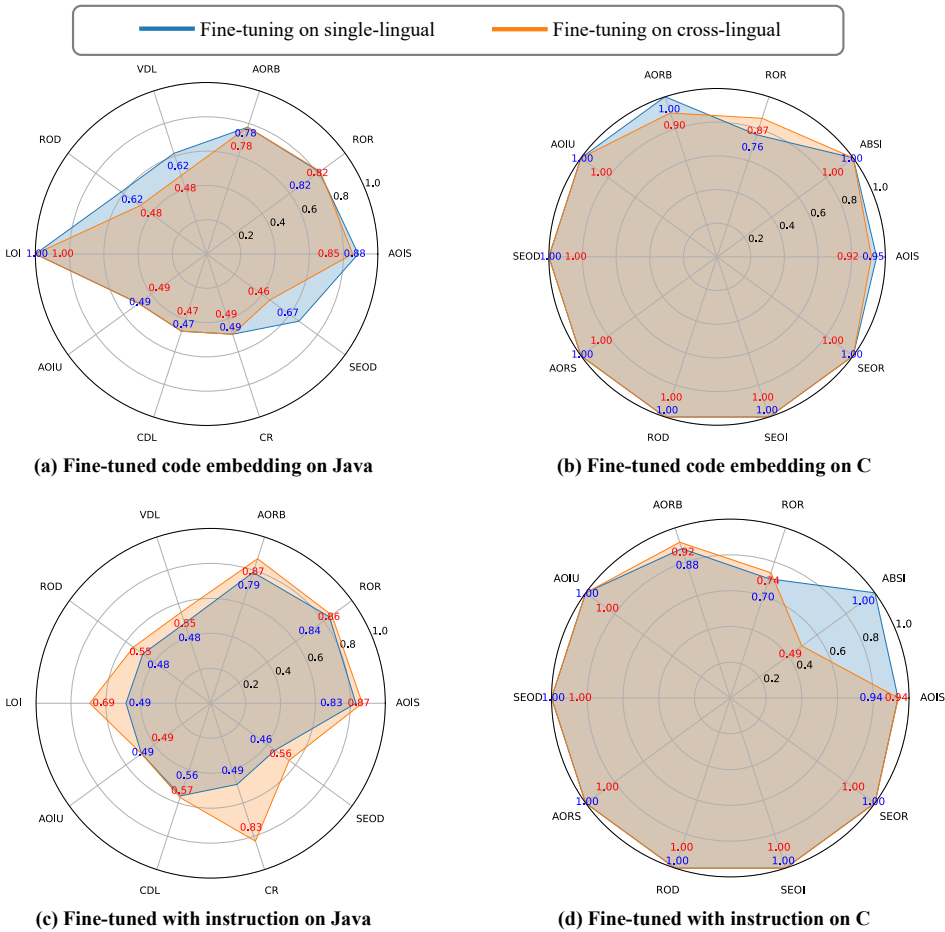 Fine-tuning on single-lingual Fine-tuning on cross-lingual
VDL AORB
ROD ROR
0.78
0.78
0.62 0.82
0.82 1.0
0.48 0.8
0.62 0.6
0.48 0.4
0.2
LOI 1.00 1.00 0.85 0.88 AOIS
0.49 0.46
0.49 0.47 0.49 0.67
0.47 0.49
AOIU SEOD
CDL CR
(a) Fine-tuned code embedding on Java
AORB ROR
1.00
AOIU 0.90 0.87 ABSI
1.00 0.76 1.00
1.00 1.00 1.0
0.8
0.6
0.4
0.2
SEOD 1.00 1.00 0.92 0.95 AOIS
1.00 1.00
1.00 1.00
AORS 1.00 1.00 SEOR
1.00 1.00
ROD SEOI
(b) Fine-tuned code embedding on C
VDL AORB
ROD 0.87 ROR
0.79
0.86
0.55 0.84 1.0
0.48 0.8
0.55 0.6
0.48 0.4
0.2
LOI 0.69 0.49 0.83 0.87 AOIS
0.49 0.46
0.49 0.56
0.56 0.49
0.57
AOIU 0.83 SEOD
CDL CR
(c) Fine-tuned with instruction on Java
AORB ROR
0.92
AOIU 0.88 0.74 ABSI
1.00 0.70 1.00
1.00 1.0
0.8
0.49 0.6
0.4
0.2
SEOD 1.00 1.00 0.94 0.94 AOIS
1.00 1.00
1.00 1.00
AORS 1.00 1.00 SEOR
1.00 1.00
ROD SEOI
(d) Fine-tuned with instruction on C